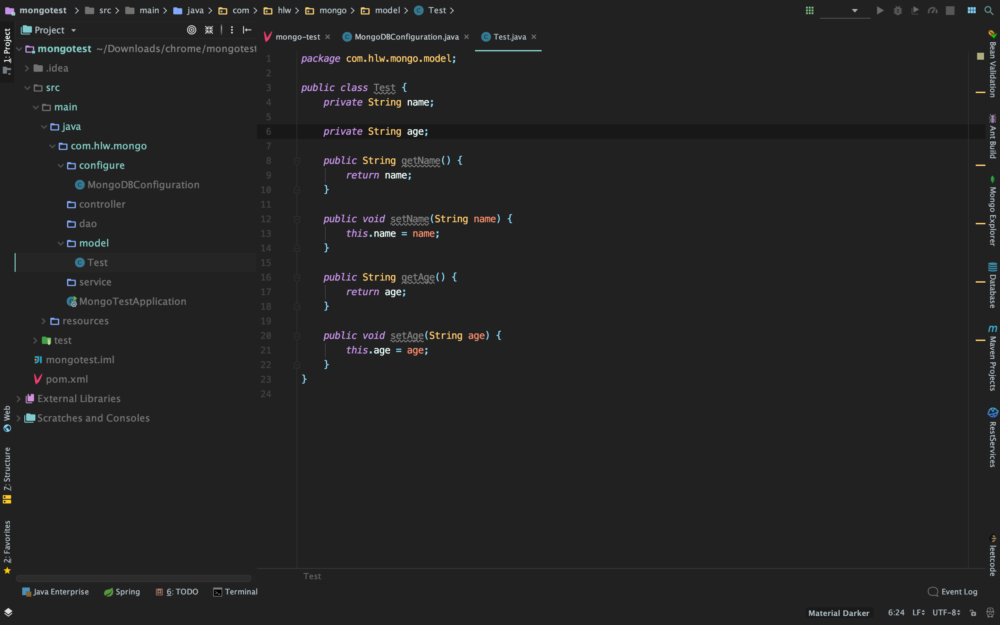 mongotest > src > main > java > com > hlw > mongo > model > Test >
1: Project
Project
mongotest ~/Downloads/chrome/mongotest
.idea
src
main
java
com.hlw.mongo
configure
MongoDBConfiguration
controller
dao
model
Test
service
MongoTestApplication
resources
test
mongotest.iml
pom.xml
External Libraries
Scratches and Consoles
Web
7: Structure
2: Favorites
mongo-test
MongoDBConfiguration.java
Test.java
1 package com.hlw.mongo.model;
2
3 public class Test {
4 private String name;
5
6 private String age;
7
8 public String getName() {
9 return name;
10 }
11
12 public void setName(String name) {
13 this.name = name;
14 }
15
16 public String getAge() {
17 return age;
18 }
19
20 public void setAge(String age) {
21 this.age = age;
22 }
23 }
24
Test
Bean Validation
Ant Build
Mongo Explorer
Database
Maven Projects
RestServices
leetcode
Java Enterprise
Spring
6: TODO
Terminal
Event Log
Material Darker
6:24
LF
UTF-8